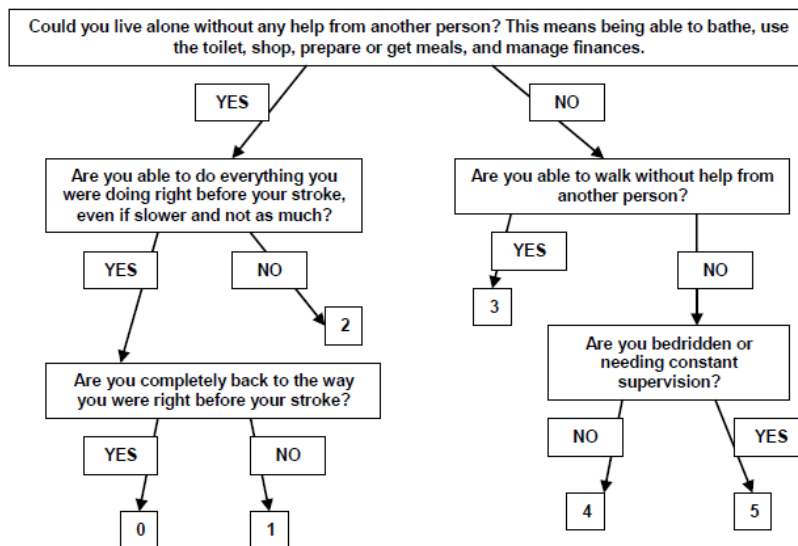 Could you live alone without any help from another person? This means being able to bathe, use
the toilet, shop, prepare or get meals, and manage finances.
YES
NO
Are you able to do everything you
were doing right before your stroke,
even if slower and not as much?
Are you able to walk without help from
another person?
YES
NO
YES
NO
2
3
Are you completely back to the way
you were right before your stroke?
Are you bedridden or
needing constant
supervision?
YES
NO
NO
YES
0
1
4
5